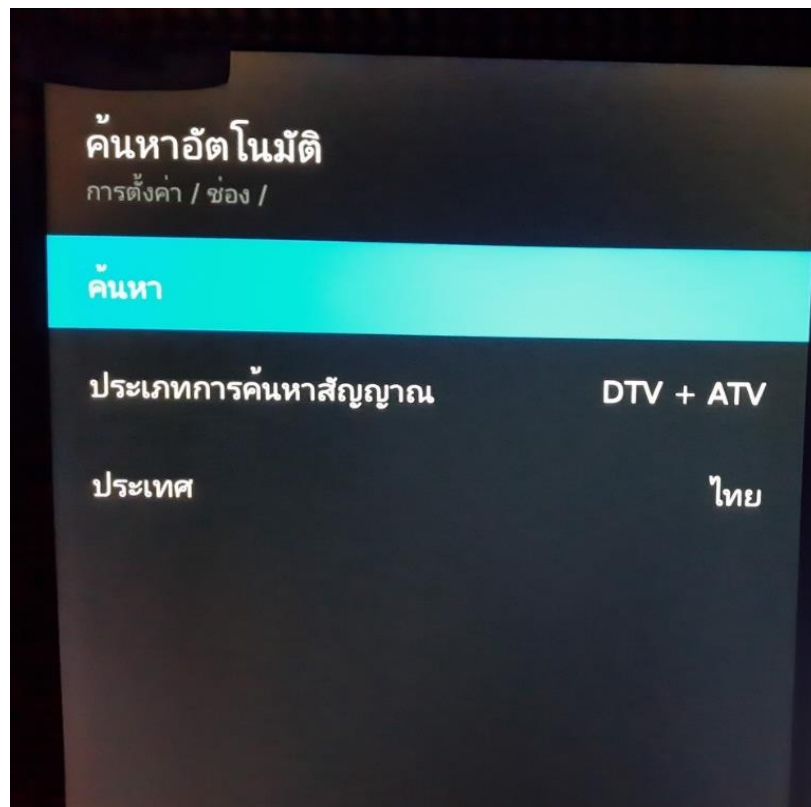 ค้นหาอัตโนมัติ
การตั้งค่า / ช่อง /
ค้นหา
ประเภทการค้นหาสัญญาณ DTV + ATV
ประเทศ ไทย